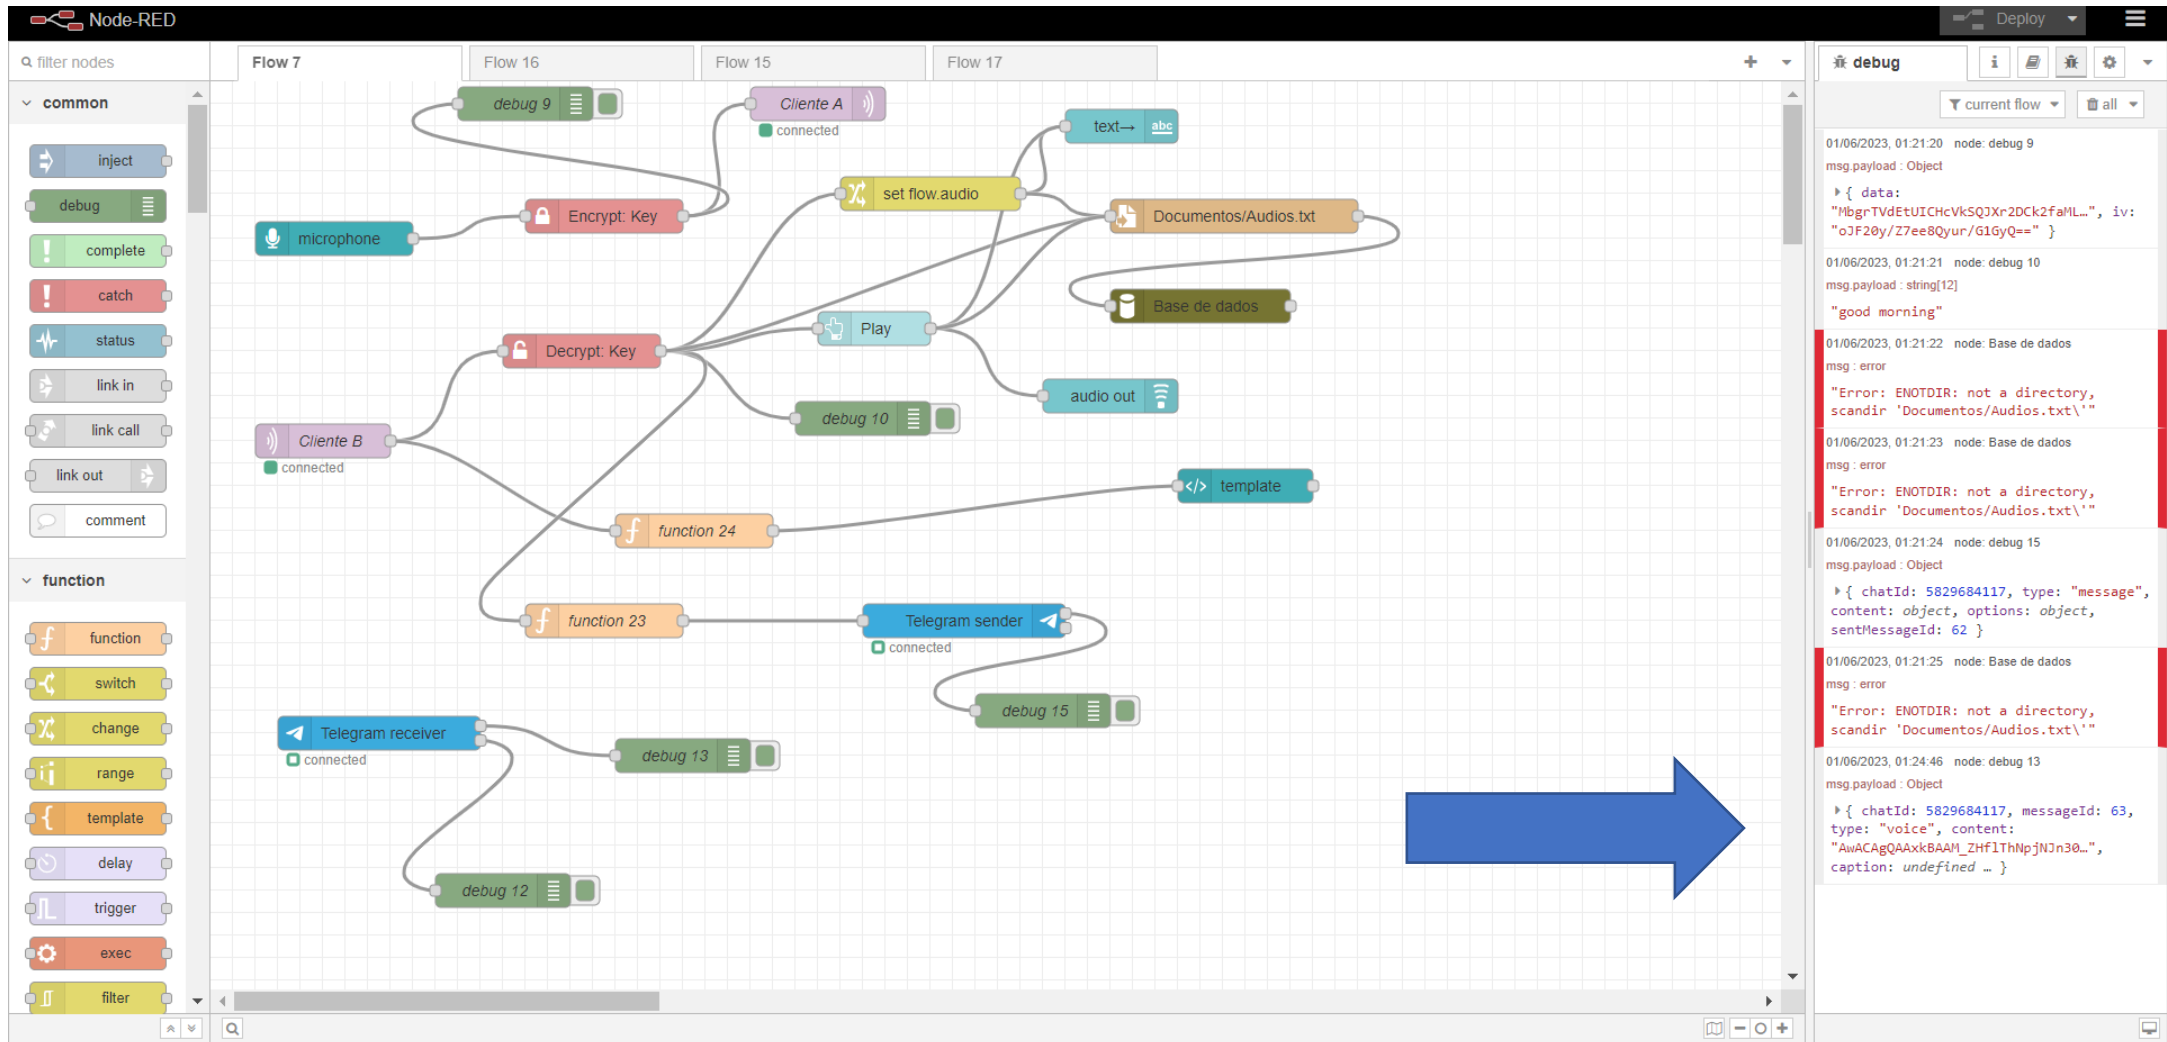 Node-RED
Deploy
filter nodes
Flow 7
Flow 16
Flow 15
Flow 17
debug
i
common
inject
debug
complete
catch
status
link in
link call
link out
comment
function
function
switch
change
range
template
delay
trigger
exec
filter
debug 9
Cliente A
connected
text→ abc
set flow.audio
Encrypt: Key
Documentos/Audios.txt
microphone
Base de dados
Play
Decrypt: Key
audio out
debug 10
Cliente B
connected
template
function 24
function 23
Telegram sender
connected
debug 15
Telegram receiver
connected
debug 13
debug 12
current flow
all
01/06/2023, 01:21:20 node: debug 9
msg.payload : Object
{ data:
"MbgrTVdEtUICHcVkSQJXr2DCk2faML…", iv:
"oJF20y/Z7ee8Qyur/G1GyQ==" }
01/06/2023, 01:21:21 node: debug 10
msg.payload : string[12]
"good morning"
01/06/2023, 01:21:22 node: Base de dados
msg : error
"Error: ENOTDIR: not a directory,
scandir 'Documentos/Audios.txt\'"
01/06/2023, 01:21:23 node: Base de dados
msg : error
"Error: ENOTDIR: not a directory,
scandir 'Documentos/Audios.txt\'"
01/06/2023, 01:21:24 node: debug 15
msg.payload : Object
{ chatId: 5829684117, type: "message",
content: object, options: object,
sentMessageId: 62 }
01/06/2023, 01:21:25 node: Base de dados
msg : error
"Error: ENOTDIR: not a directory,
scandir 'Documentos/Audios.txt\'"
01/06/2023, 01:24:46 node: debug 13
msg.payload : Object
{ chatId: 5829684117, messageId: 63,
type: "voice", content:
"AwACAgQAAxkBAAM_ZHflThNpjNJn30…",
caption: undefined … }